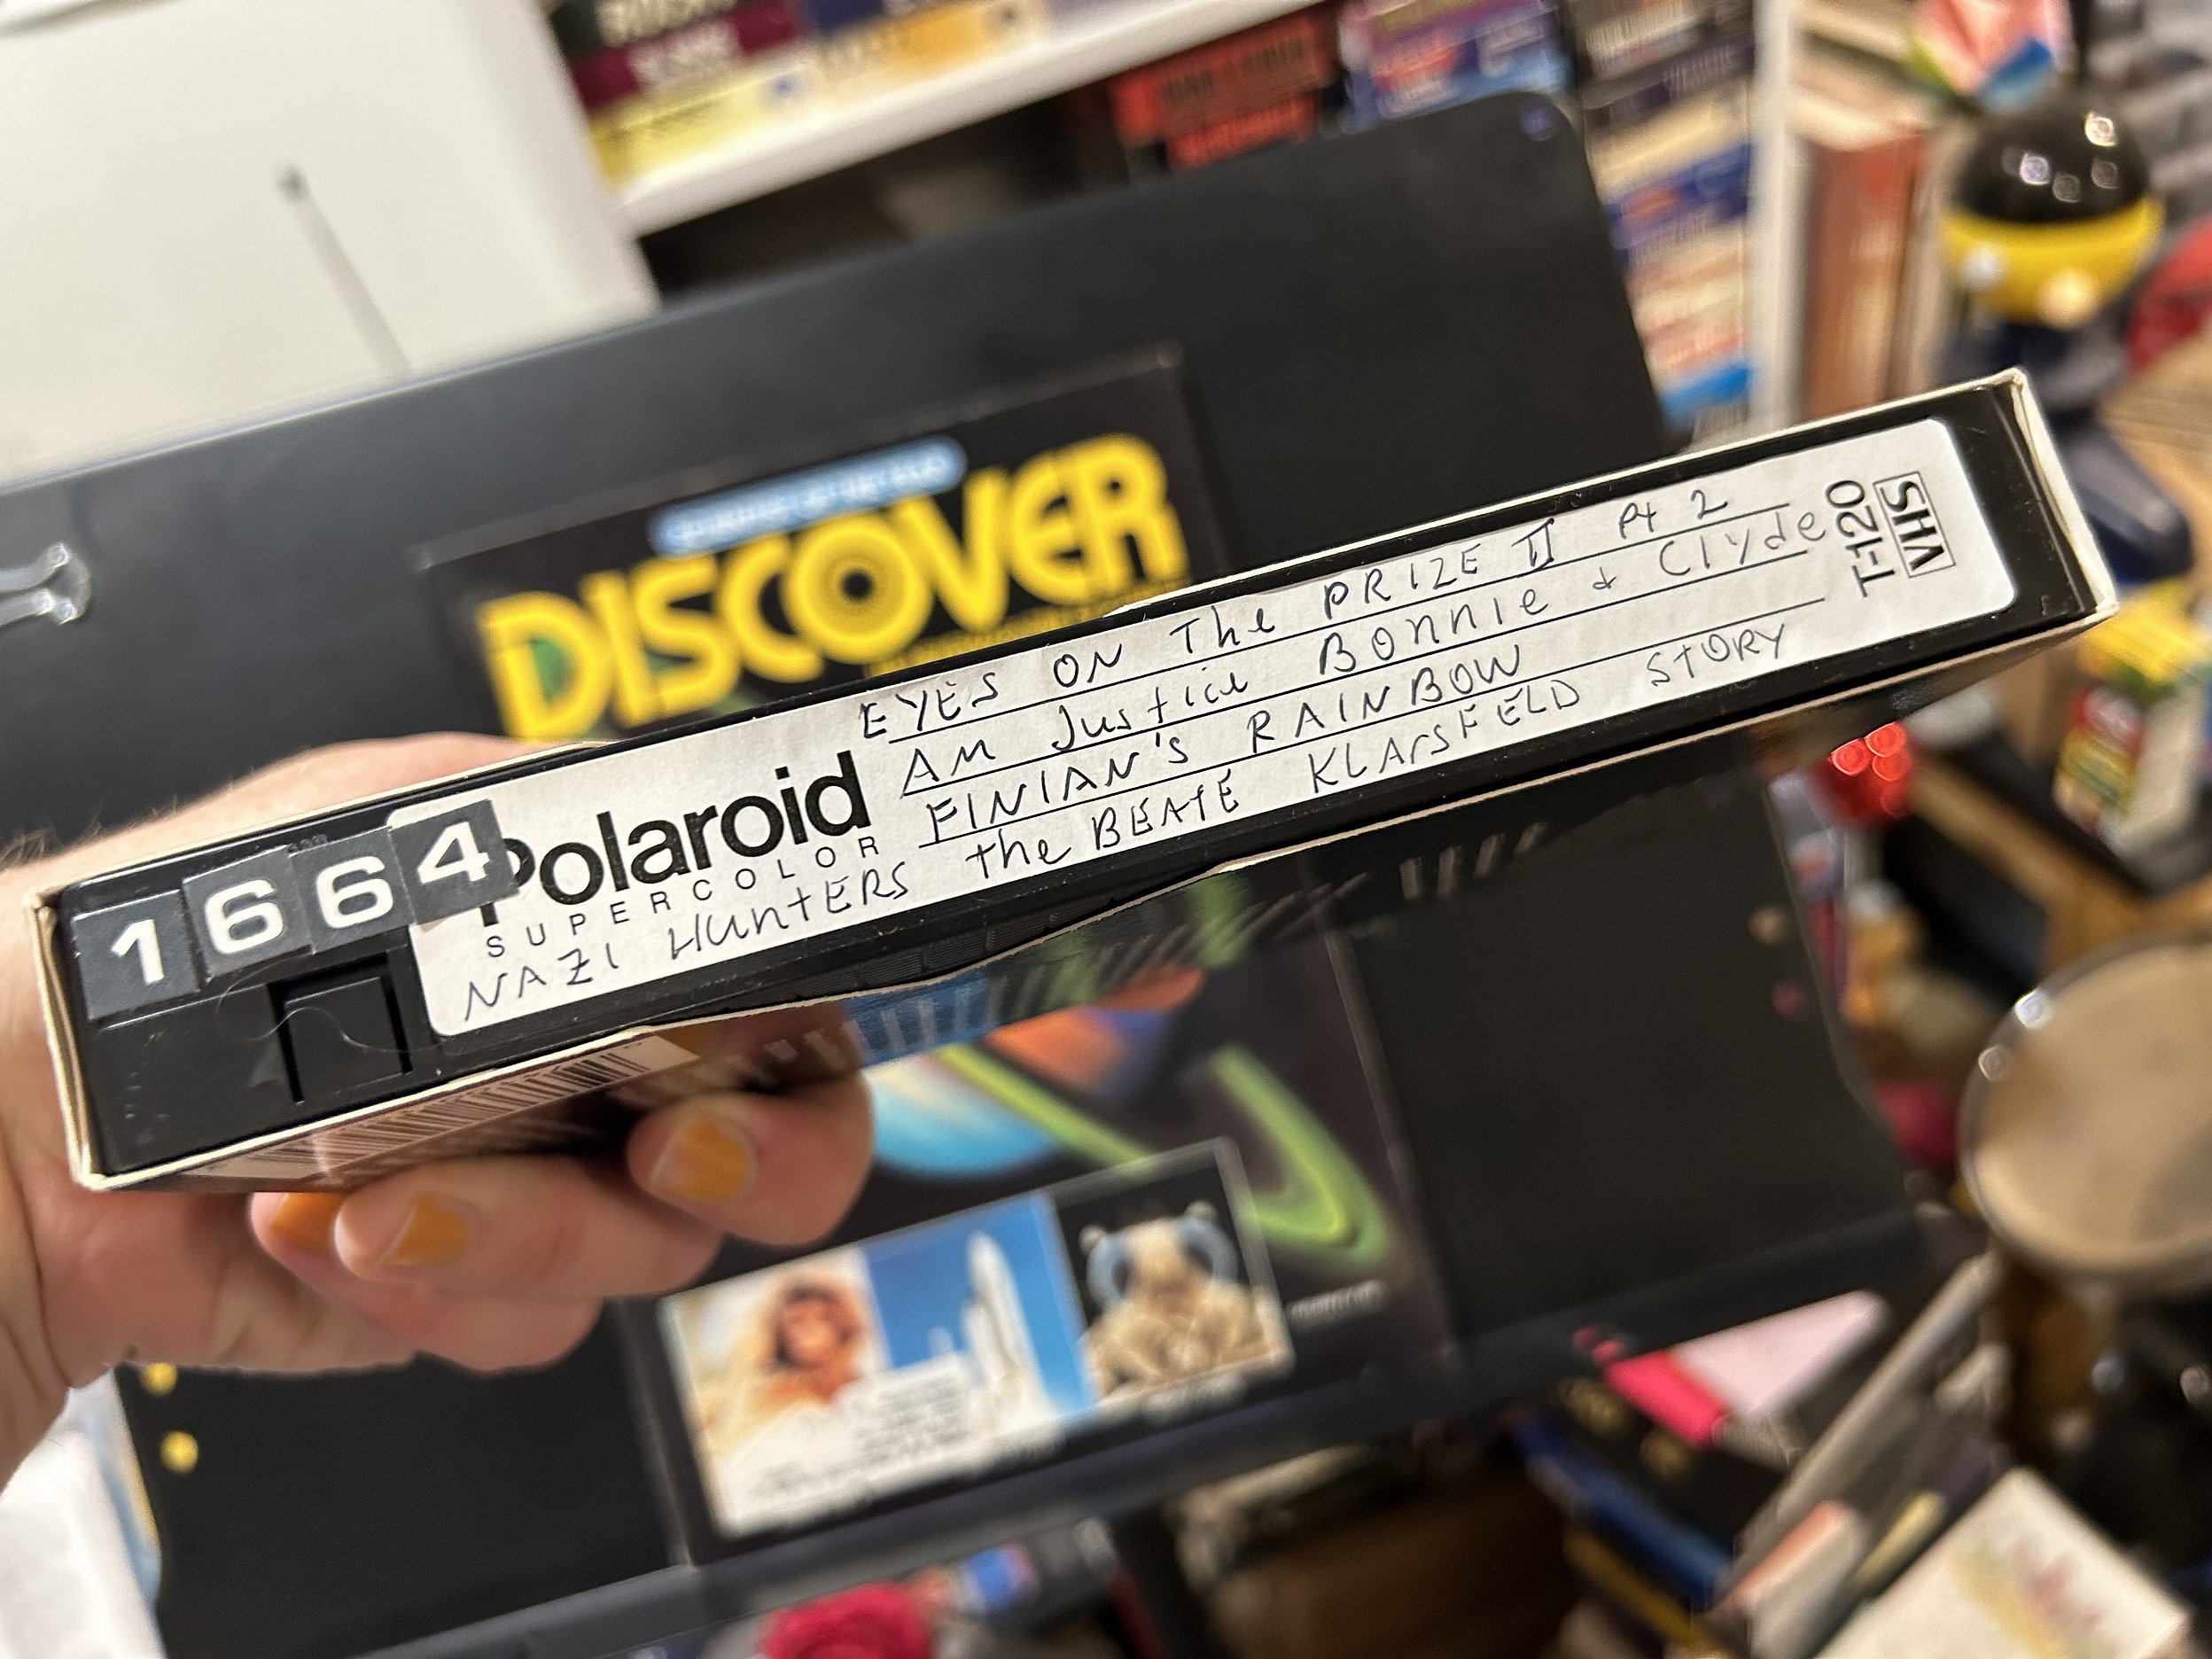 DISCOVER
1664
Polaroid
SUPERCOLOR
EYES ON The PRIZE II Pt 2
Am Justice Bonnie & Clyde
FINIAN'S RAINBOW
NAZI HUNTERS the BEATE KLArSFELD STORY
T-120
VHS